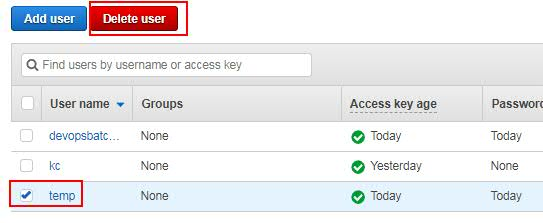 Add user Delete user
Find users by username or access key
User name Groups Access key age Password
devopsbatc... None Today Today
kc None Yesterday None
temp None Today Today